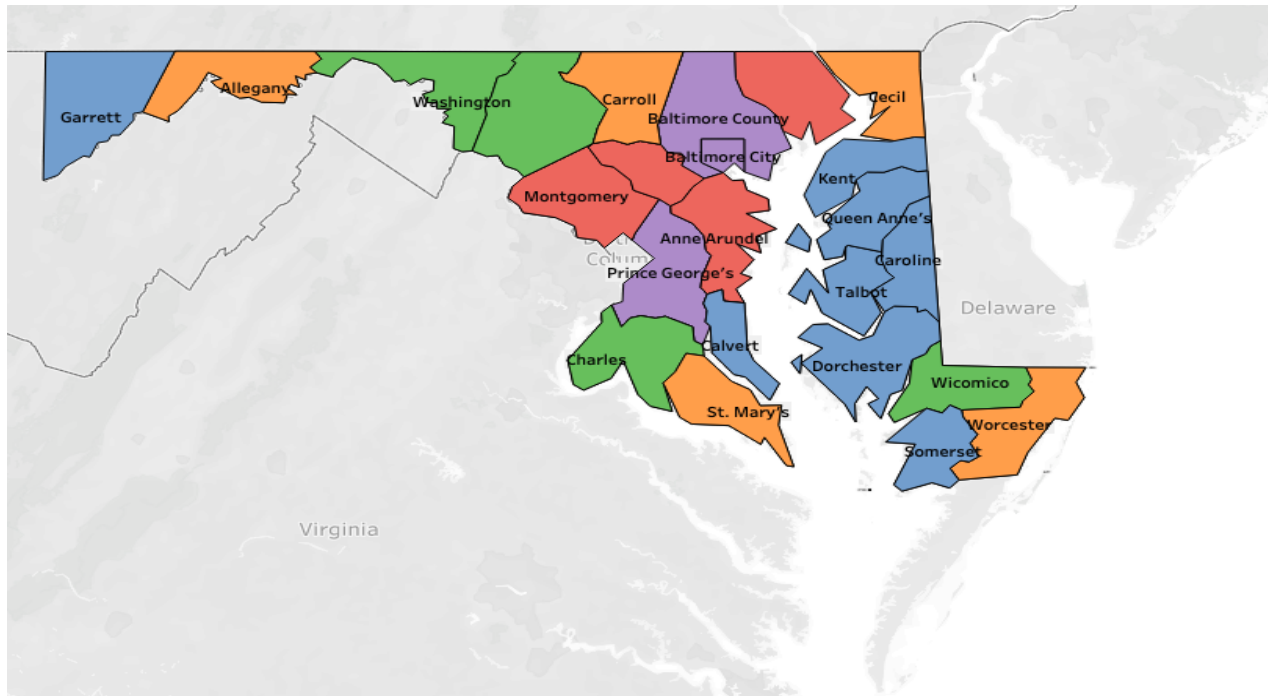 Garrett
Allegany
Washington
Carroll
Baltimore County
Baltimore City
Cecil
Kent
Montgomery
Queen Anne's
Anne Arundel
Caroline
Prince George's
Talbot
Delaware
Calvert
Charles
Dorchester
Wicomico
St. Mary's
Worcester
Somerset
Virginia